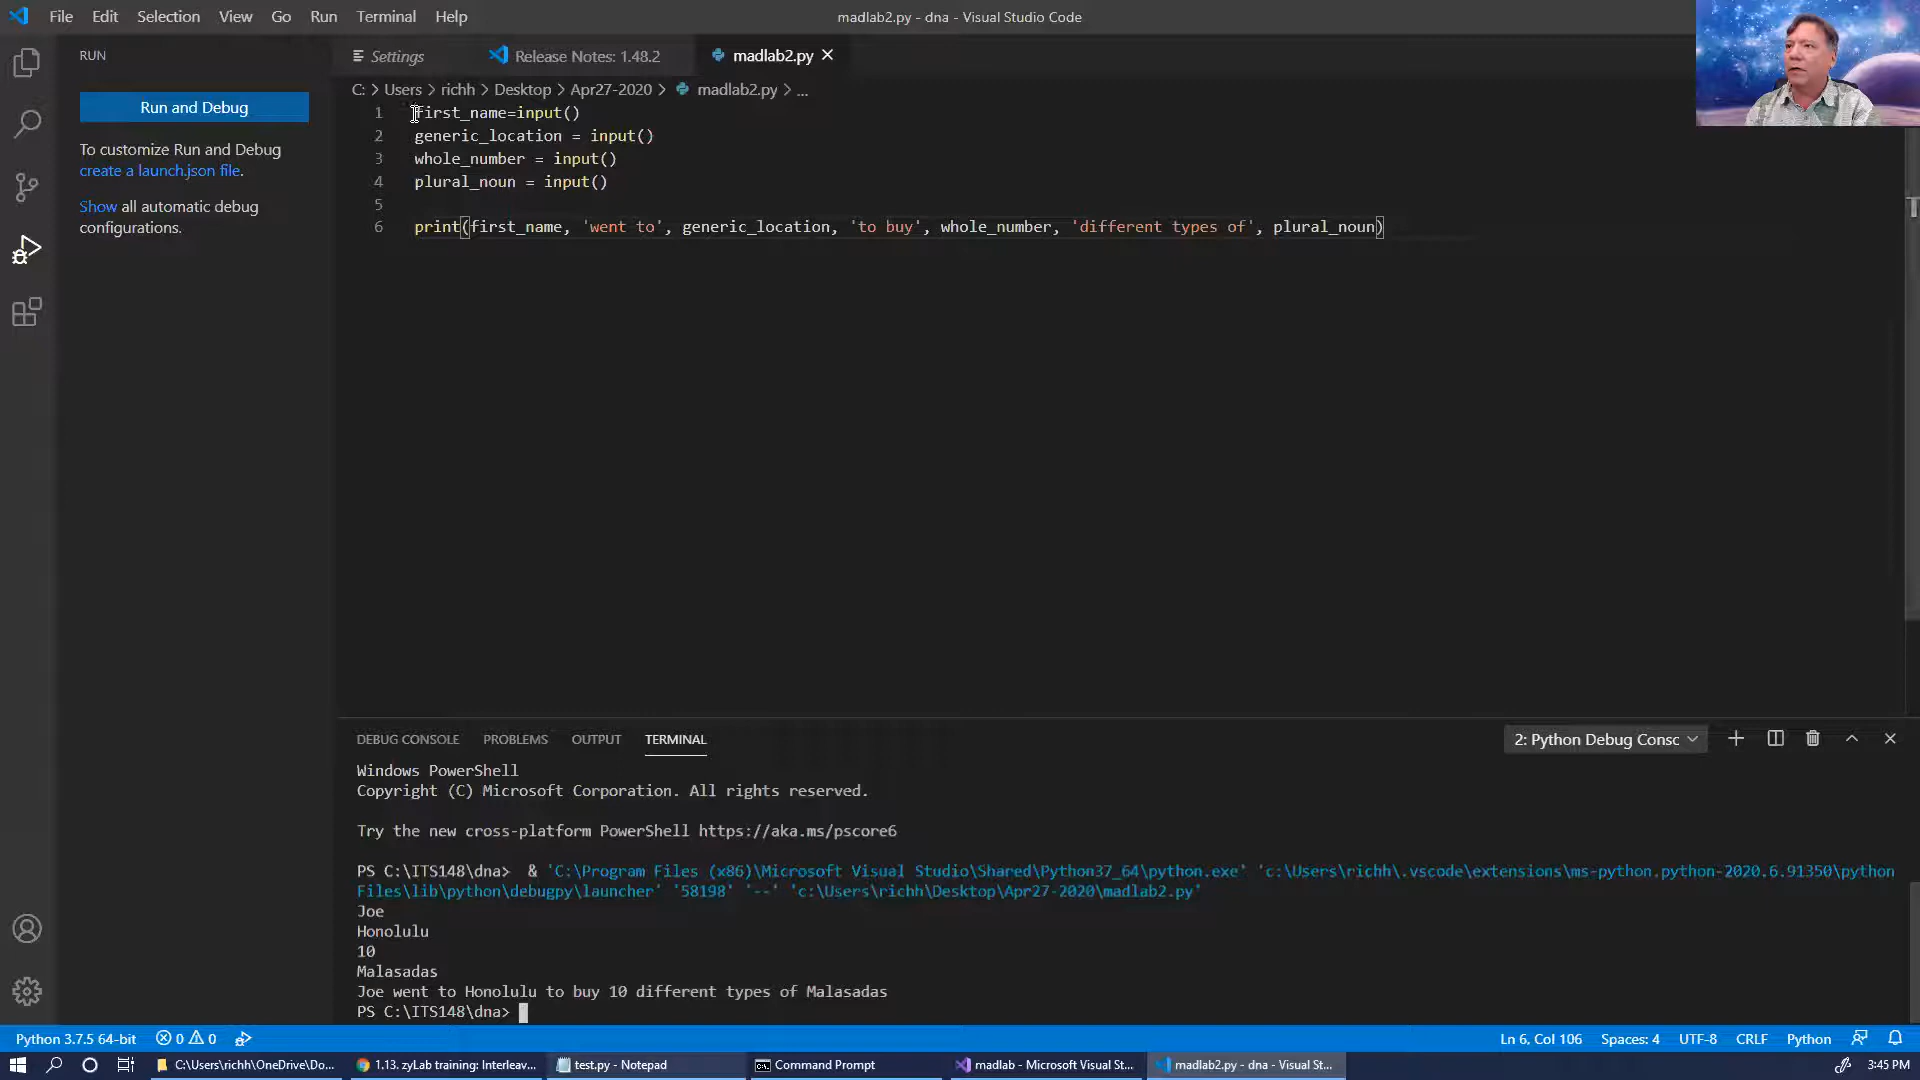 File Edit Selection View Go Run Terminal Help
madlab2.py - dna - Visual Studio Code
RUN
Run and Debug
To customize Run and Debug
create a launch.json file.
Show all automatic debug
configurations.
Settings
Release Notes: 1.48.2
madlab2.py
C: > Users > richh > Desktop > Apr27-2020 > madlab2.py > ...
1 first_name=input()
2 generic_location = input()
3 whole_number = input()
4 plural_noun = input()
5
6 print(first_name, 'went to', generic_location, 'to buy', whole_number, 'different types of', plural_noun)
DEBUG CONSOLE PROBLEMS OUTPUT TERMINAL
2: Python Debug Consc
Windows PowerShell
Copyright (C) Microsoft Corporation. All rights reserved.
Try the new cross-platform PowerShell https://aka.ms/pscore6
PS C:\ITS148\dna> & 'C:\Program Files (x86)\Microsoft Visual Studio\Shared\Python37_64\python.exe' 'c:\Users\richh\.vscode\extensions\ms-python.python-2020.6.91350\python
Files\lib\python\debugpy\launcher' '58198' '--' 'c:\Users\richh\Desktop\Apr27-2020\madlab2.py'
Joe
Honolulu
10
Malasadas
Joe went to Honolulu to buy 10 different types of Malasadas
PS C:\ITS148\dna>
Python 3.7.5 64-bit 0 0
Ln 6, Col 106 Spaces: 4 UTF-8 CRLF Python
C:\Users\richh\OneDrive\Do...
1.13. zyLab training: Interleav...
test.py - Notepad
Command Prompt
madlab - Microsoft Visual St...
madlab2.py - dna - Visual St...
3:45 PM